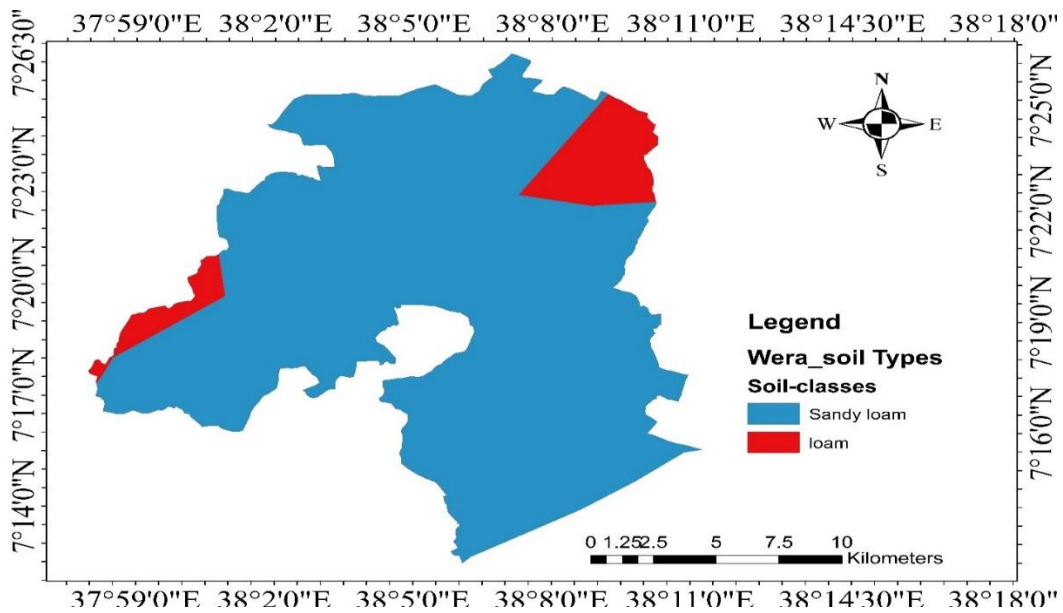 37°59'0"E 38°2'0"E 38°5'0"E 38°8'0"E 38°11'0"E 38°14'30"E 38°18'0"E
7°26'30"N
7°23'0"N
7°20'0"N
7°17'0"N
7°14'0"N
N
W E
S
7°25'0"N
7°22'0"N
7°19'0"N
7°16'0"N
Legend
Wera_soil Types
Soil-classes
Sandy loam
loam
0 1.25 2.5 5 7.5 10
Kilometers
37°59'0"E 38°2'0"E 38°5'0"E 38°8'0"E 38°11'0"E 38°14'30"E 38°18'0"E